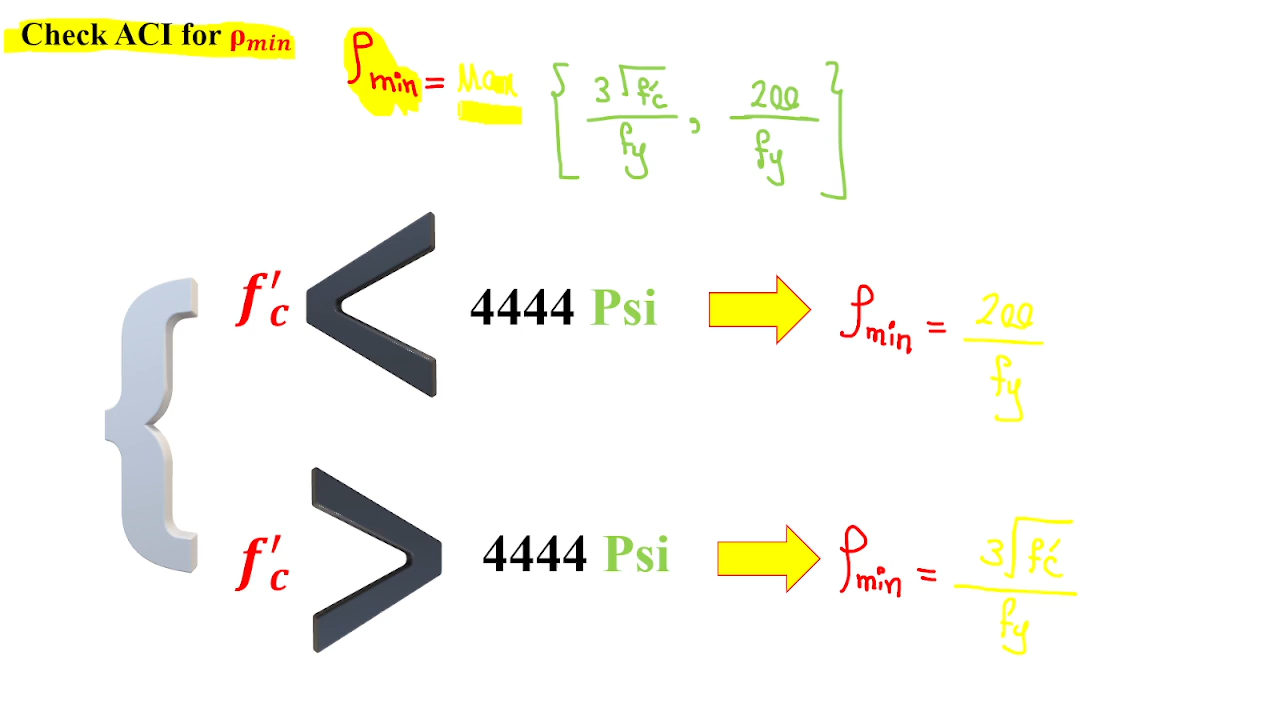 Check ACI for ρmin
ρmin = Max [ 3√f'c / fy , 200 / fy ]
f'c < 4444 Psi ρmin = 200 / fy
f'c > 4444 Psi ρmin = 3√f'c / fy